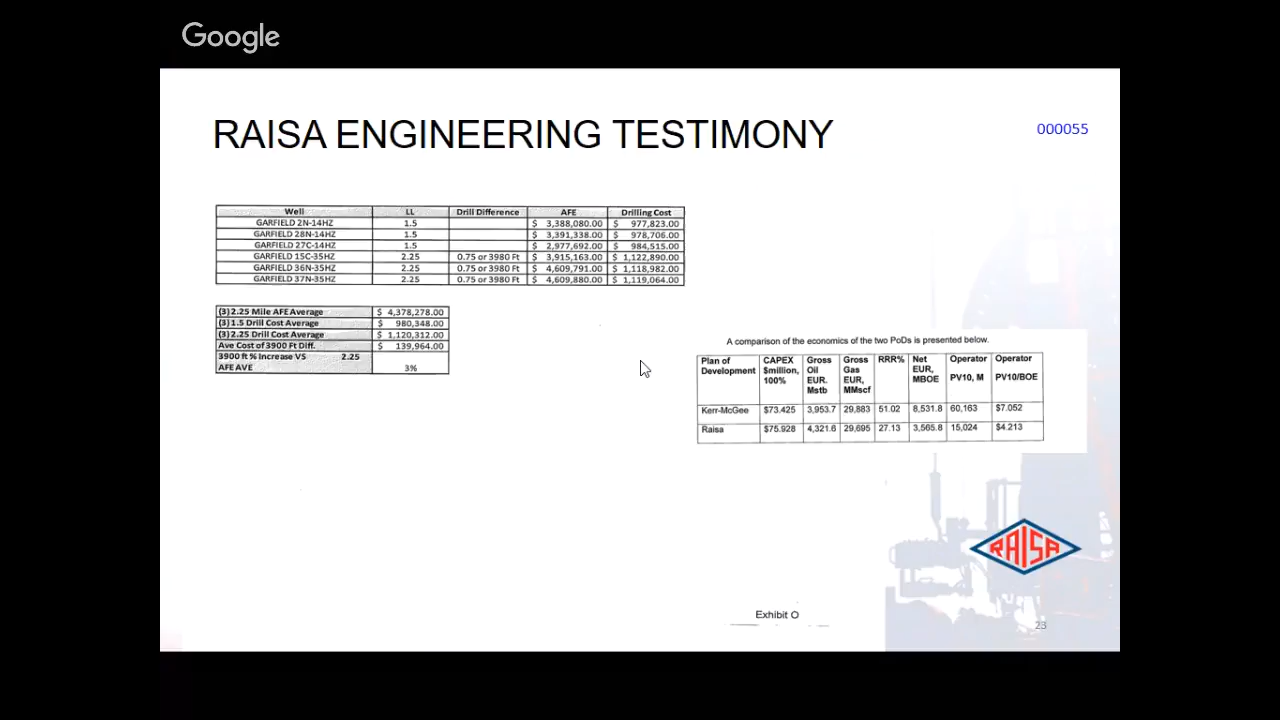 Google
RAISA ENGINEERING TESTIMONY
000055
Well LL Drill Difference AFE Drilling Cost
GARFIELD 2N-14HZ 1.5 $ 3,388,080.00 $ 977,823.00
GARFIELD 28N-14HZ 1.5 $ 3,391,338.00 $ 978,706.00
GARFIELD 27C-14HZ 1.5 $ 2,977,692.00 $ 984,515.00
GARFIELD 15C-35HZ 2.25 0.75 or 3980 Ft $ 3,915,163.00 $ 1,122,890.00
GARFIELD 36N-35HZ 2.25 0.75 or 3980 Ft $ 4,609,791.00 $ 1,118,982.00
GARFIELD 37N-35HZ 2.25 0.75 or 3980 Ft $ 4,609,880.00 $ 1,119,064.00
(3) 2.25 Mile AFE Average $ 4,378,278.00
(3) 1.5 Drill Cost Average $ 980,348.00
(3) 2.25 Drill Cost Average $ 1,120,312.00
Ave Cost of 3900 Ft Diff. $ 139,964.00
3900 ft % Increase VS 2.25
AFE AVE 3%
A comparison of the economics of the two PoDs is presented below.
Plan of CAPEX Gross Gross RRR% Net Operator Operator
Development $million, Oil Gas EUR,
100% EUR. EUR, MBOE PV10, M PV10/BOE
Mstb MMscf
Kerr-McGee $73.425 3,953.7 29,883 51.02 8,531.8 60,163 $7.052
Raisa $75.928 4,321.6 29,695 27.13 3,565.8 15,024 $4.213
RAISA
Exhibit O
23